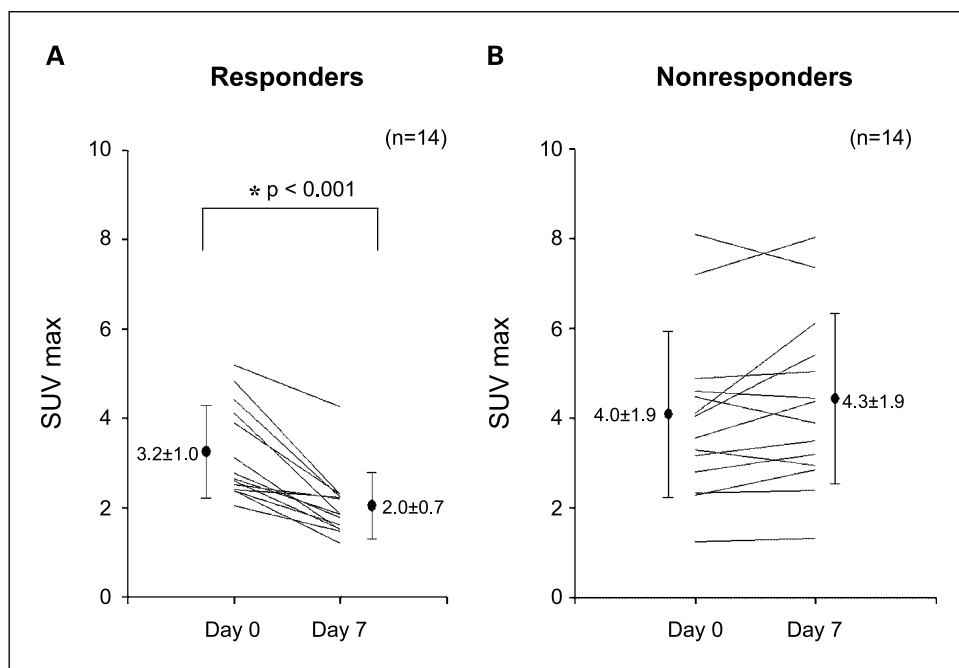 A
Responders
(n=14)
* p < 0.001
SUV max
10
8
6
4
2
0
3.2±1.0
2.0±0.7
Day 0 Day 7
B
Nonresponders
(n=14)
SUV max
10
8
6
4
2
0
4.0±1.9
4.3±1.9
Day 0 Day 7